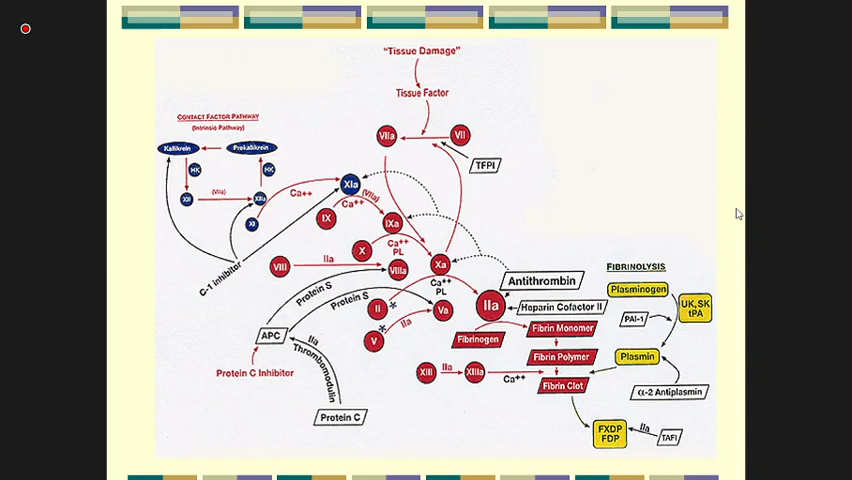 "Tissue Damage"
Tissue Factor
CONTACT FACTOR PATHWAY
(Intrinsic Pathway)
VIIa
VII
TFPI
Kallikrein
Prekallikrein
HK
HK
XII
(VIIa)
XIIa
Ca++
XIa
XI
IX
Ca++
(VIIa)
IXa
X
Ca++
PL
C-1 inhibitor
VIII
IIa
VIIIa
Xa
Ca++
PL
Antithrombin
Protein S
Protein S
II
*
IIa
Heparin Cofactor II
Va
V
*
IIa
Fibrinogen
Fibrin Monomer
Fibrin Polymer
APC
IIa
Thrombomodulin
Protein C Inhibitor
XIII
IIa
XIIIa
Ca++
Fibrin Clot
Protein C
FIBRINOLYSIS
Plasminogen
UK,SK
tPA
PAI-1
Plasmin
α-2 Antiplasmin
FXDP
FDP
IIa
TAFI